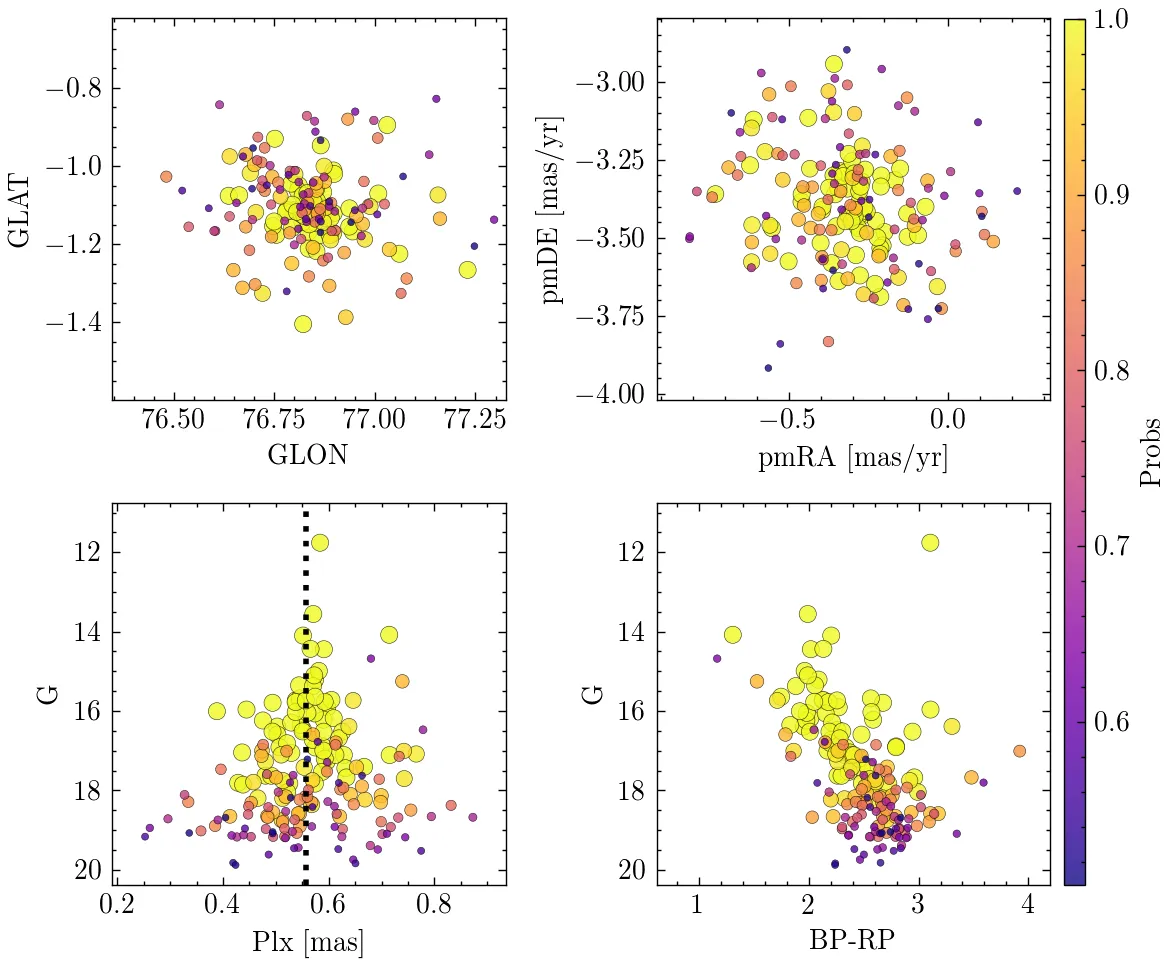 −0.8
−1.0
−1.2
−1.4
GLAT
76.50 76.75 77.00 77.25
GLON
−3.00
−3.25
−3.50
−3.75
−4.00
pmDE [mas/yr]
−0.5 0.0
pmRA [mas/yr]
12
14
16
18
20
G
0.2 0.4 0.6 0.8
Plx [mas]
12
14
16
18
20
G
1 2 3 4
BP-RP
1.0
0.9
0.8
0.7
0.6
Probs